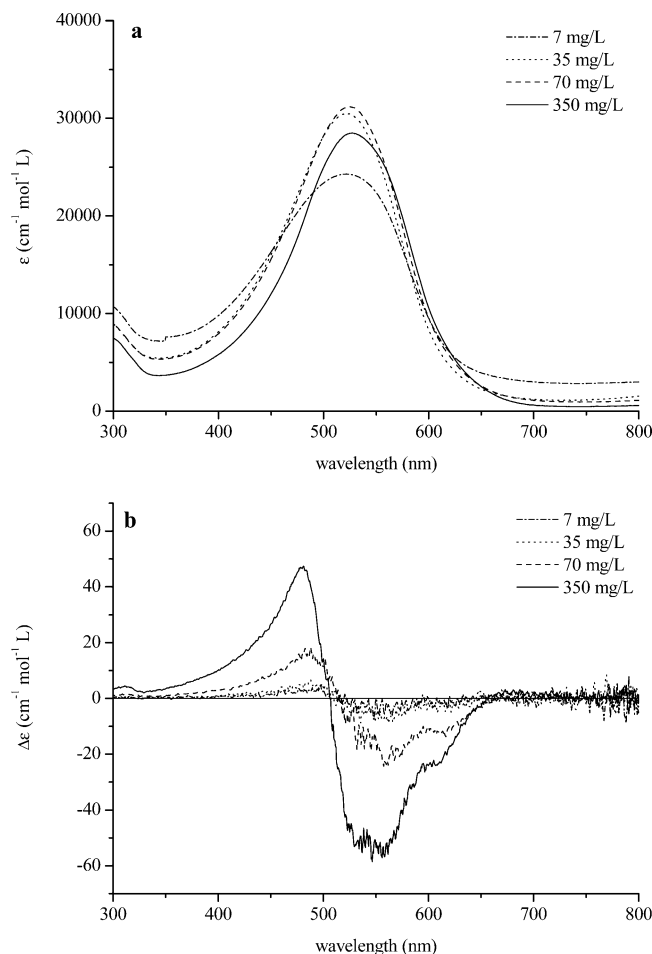 a
7 mg/L
35 mg/L
70 mg/L
350 mg/L
40000
30000
20000
10000
0
ε (cm⁻¹ mol⁻¹ L)
300 400 500 600 700 800
wavelength (nm)
b
7 mg/L
35 mg/L
70 mg/L
350 mg/L
60
40
20
0
-20
-40
-60
Δε (cm⁻¹ mol⁻¹ L)
300 400 500 600 700 800
wavelength (nm)